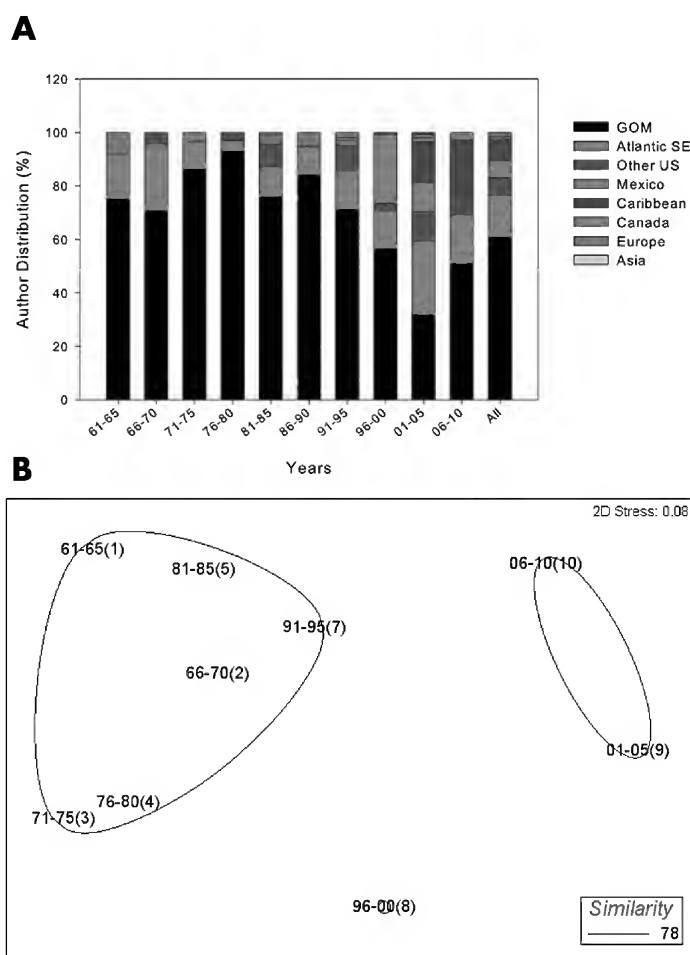 A
120
100
80
60
40
20
0
Author Distribution (%)
61-65
66-70
71-75
76-80
81-85
86-90
91-95
96-00
01-05
06-10
All
Years
GOM
Atlantic SE
Other US
Mexico
Caribbean
Canada
Europe
Asia
B
2D Stress: 0.08
61-65(1)
81-85(5)
06-10(10)
91-95(7)
66-70(2)
01-05(9)
76-80(4)
71-75(3)
96-00(8)
Similarity
78